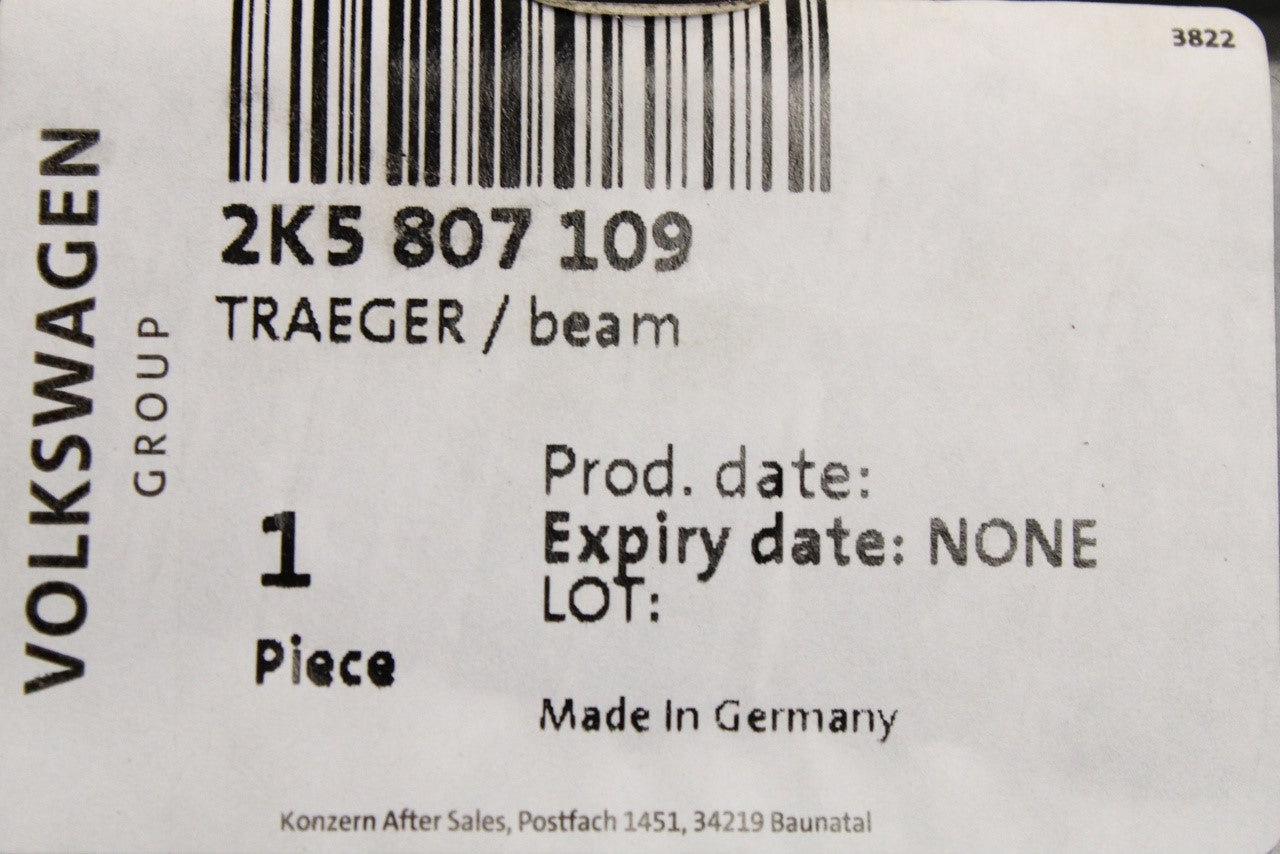 3822
VOLKSWAGEN
GROUP
2K5 807 109
TRAEGER / beam
Prod. date:
Expiry date: NONE
LOT:
1
Piece
Made In Germany
Konzern After Sales, Postfach 1451, 34219 Baunatal